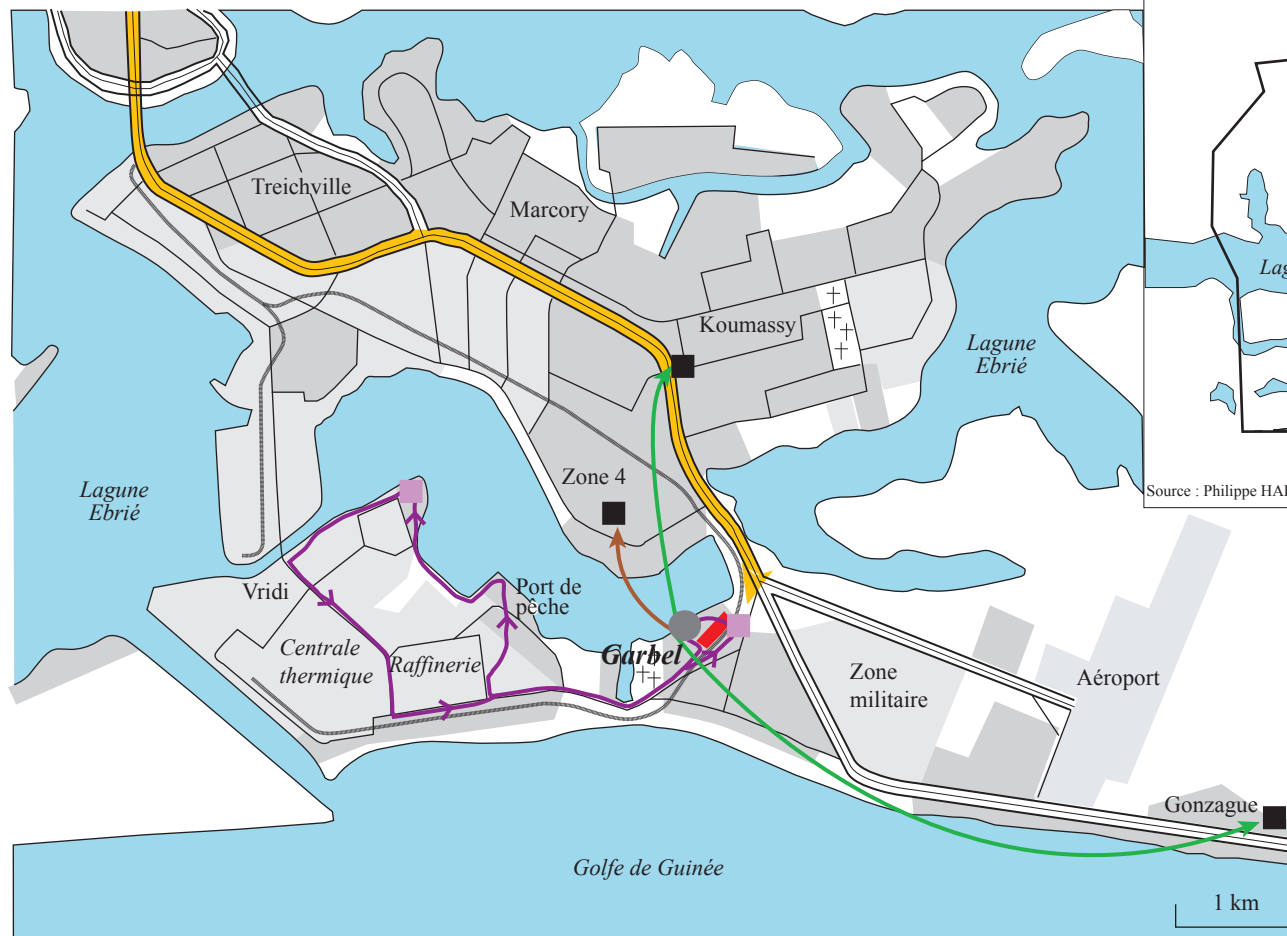 Treichville
Marcory
Koumassy
Lagune
Ebrié
Zone 4
Lagune
Ebrié
Source : Philippe
Vridi
Port de
pêche
Centrale
thermique
Raffinerie
Garbel
Zone
militaire
Aéroport
Gonzague
Golfe de Guinée
1 km